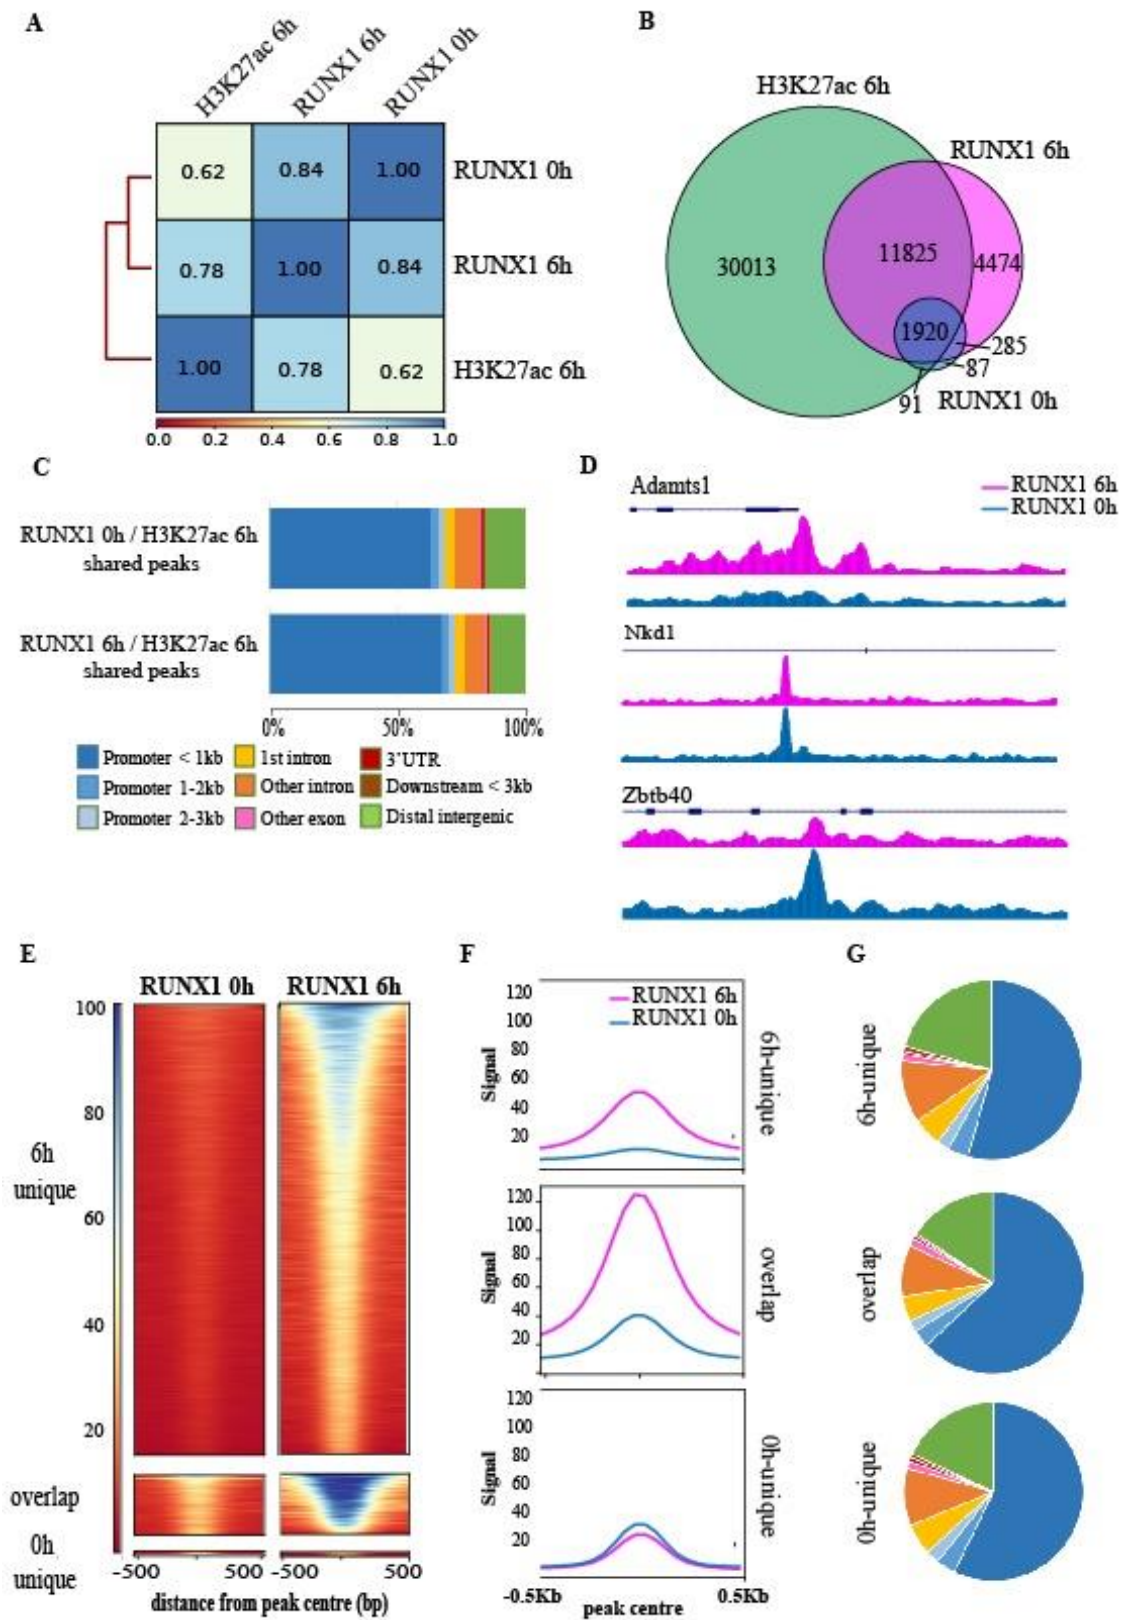 A
H3K27ac 6h
RUNX1 6h
RUNX1 0h
0.62
0.84
1.00
RUNX1 0h
0.78
1.00
0.84
RUNX1 6h
1.00
0.78
0.62
H3K27ac 6h
0.0 0.2 0.4 0.6 0.8 1.0
B
H3K27ac 6h
RUNX1 6h
30013
11825
4474
1920
285
87
91
RUNX1 0h
C
RUNX1 0h / H3K27ac 6h
shared peaks
RUNX1 6h / H3K27ac 6h
shared peaks
0% 50% 100%
Promoter < 1kb
1st intron
3'UTR
Promoter 1-2kb
Other intron
Downstream < 3kb
Promoter 2-3kb
Other exon
Distal intergenic
D
Adamts1
RUNX1 6h
RUNX1 0h
Nkd1
Zbtb40
E
RUNX1 0h
RUNX1 6h
100
80
60
40
20
6h
unique
overlap
0h
unique
-500 500
-500 500
distance from peak centre (bp)
F
RUNX1 6h
RUNX1 0h
120
100
80
60
40
20
Signal
6h-unique
120
100
80
60
40
20
Signal
overlap
120
100
80
60
40
20
Signal
0h-unique
-0.5Kb
peak centre
0.5Kb
G
6h-unique
overlap
0h-unique